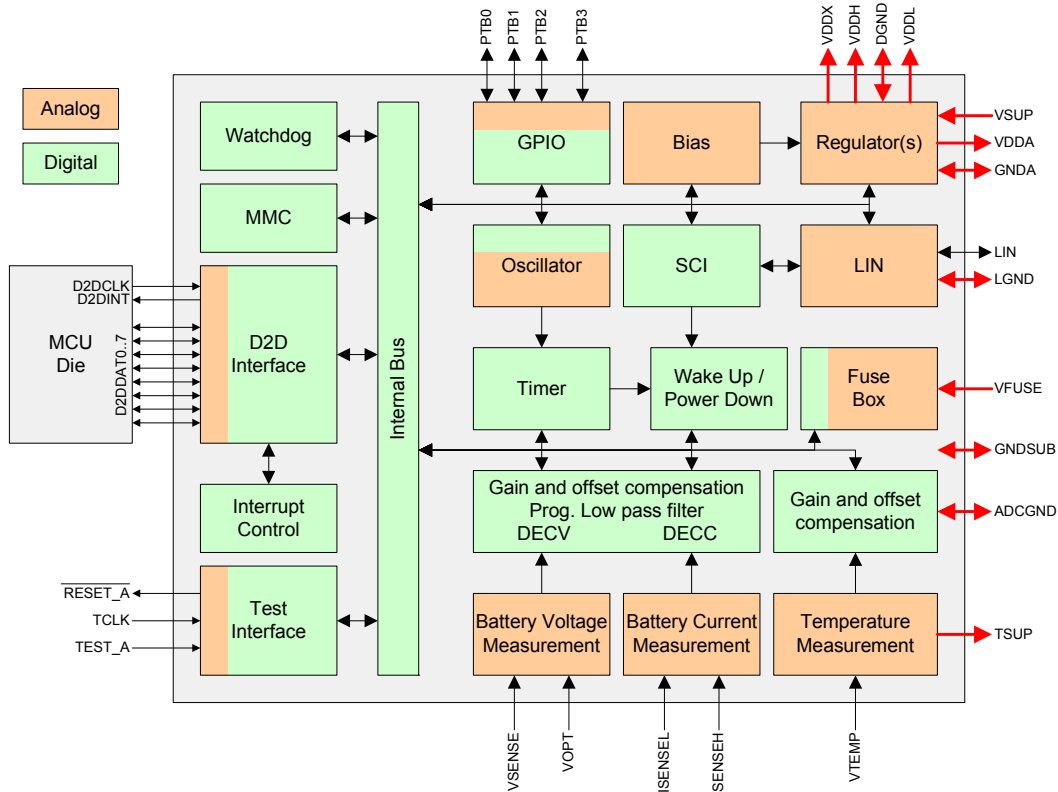 PTB0
PTB1
PTB2
PTB3
VDDX
VDDH
DGND
VDDL
Analog
Digital
Watchdog
GPIO
Bias
Regulator(s)
VSUP
VDDA
GNDA
MMC
Oscillator
SCI
LIN
LIN
LGND
D2DCLK
D2DINT
D2DDAT0..7
MCU
Die
D2D
Interface
Internal Bus
Timer
Wake Up /
Power Down
Fuse
Box
VFUSE
GNDSUB
Interrupt
Control
Gain and offset compensation
Prog. Low pass filter
DECV DECC
Gain and offset
compensation
ADCGND
RESET_A
TCLK
TEST_A
Test
Interface
Battery Voltage
Measurement
Battery Current
Measurement
Temperature
Measurement
TSUP
VSENSE
VOPT
ISENSEL
SENSEH
VTEMP